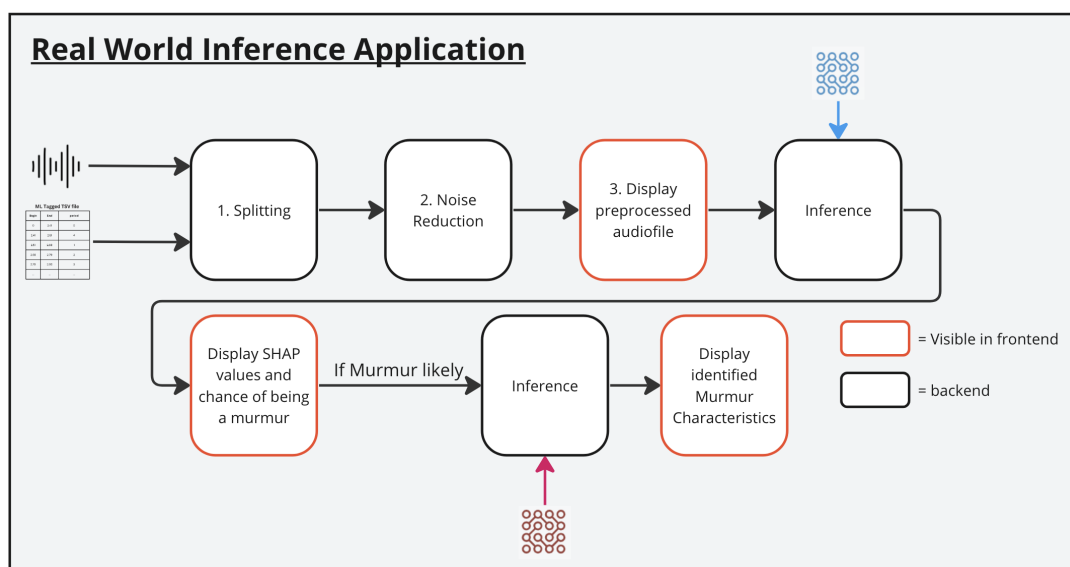 Real World Inference Application
ML Tagged TSV file
1. Splitting
2. Noise
Reduction
3. Display
preprocessed
audiofile
Inference
Display SHAP
values and
chance of being
a murmur
If Murmur likely
Inference
Display
identified
Murmur
Characteristics
= Visible in frontend
= backend